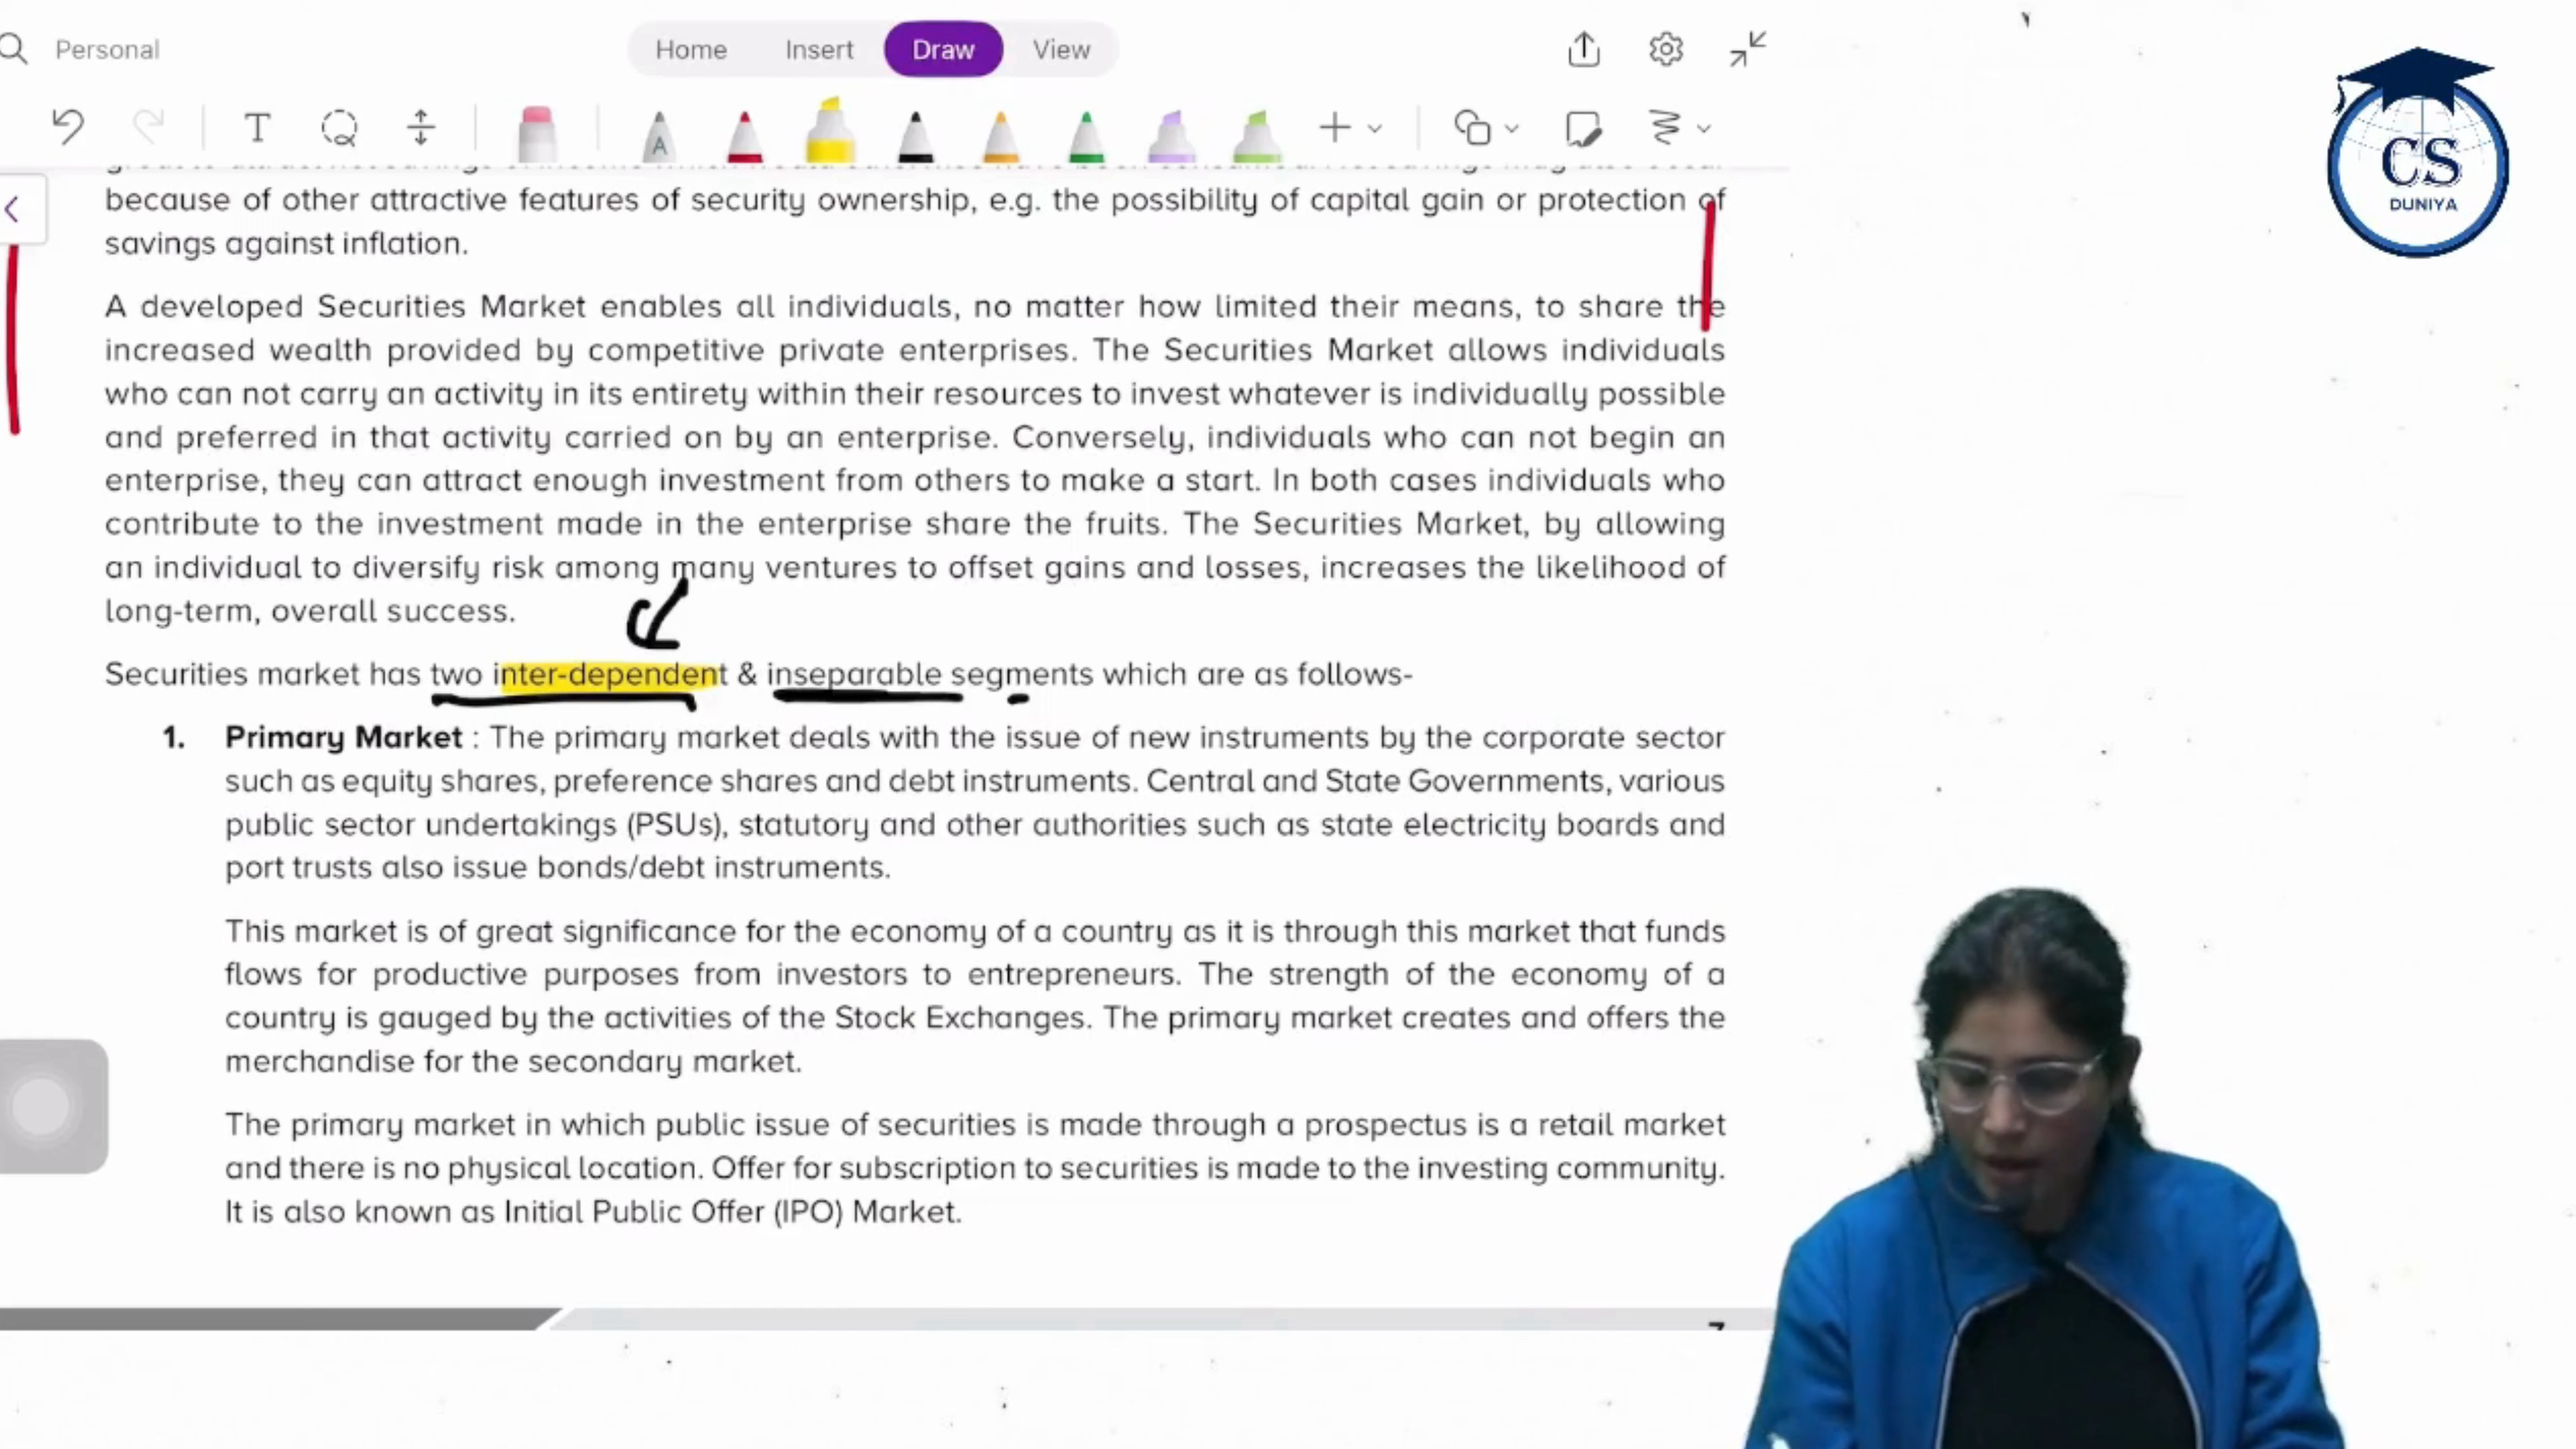 Personal
Home
Insert
Draw
View
A
CS
DUNIYA
because of other attractive features of security ownership, e.g. the possibility of capital gain or protection of
savings against inflation.
A developed Securities Market enables all individuals, no matter how limited their means, to share the
increased wealth provided by competitive private enterprises. The Securities Market allows individuals
who can not carry an activity in its entirety within their resources to invest whatever is individually possible
and preferred in that activity carried on by an enterprise. Conversely, individuals who can not begin an
enterprise, they can attract enough investment from others to make a start. In both cases individuals who
contribute to the investment made in the enterprise share the fruits. The Securities Market, by allowing
an individual to diversify risk among many ventures to offset gains and losses, increases the likelihood of
long-term, overall success.
Securities market has two inter-dependent & inseparable segments which are as follows-
1. Primary Market : The primary market deals with the issue of new instruments by the corporate sector
such as equity shares, preference shares and debt instruments. Central and State Governments, various
public sector undertakings (PSUs), statutory and other authorities such as state electricity boards and
port trusts also issue bonds/debt instruments.
This market is of great significance for the economy of a country as it is through this market that funds
flows for productive purposes from investors to entrepreneurs. The strength of the economy of a
country is gauged by the activities of the Stock Exchanges. The primary market creates and offers the
merchandise for the secondary market.
The primary market in which public issue of securities is made through a prospectus is a retail market
and there is no physical location. Offer for subscription to securities is made to the investing community.
It is also known as Initial Public Offer (IPO) Market.